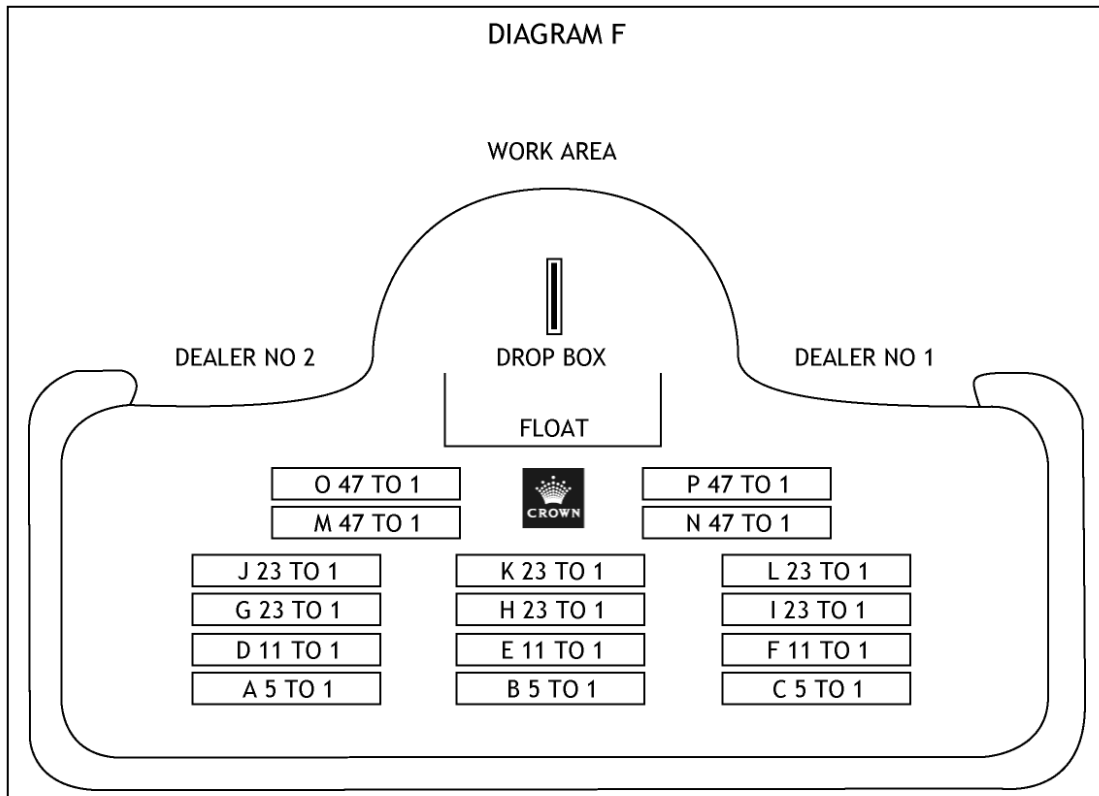 DIAGRAM F
WORK AREA
DEALER NO 2
DROP BOX
DEALER NO 1
FLOAT
O 47 TO 1
CROWN
P 47 TO 1
M 47 TO 1
N 47 TO 1
J 23 TO 1
K 23 TO 1
L 23 TO 1
G 23 TO 1
H 23 TO 1
I 23 TO 1
D 11 TO 1
E 11 TO 1
F 11 TO 1
A 5 TO 1
B 5 TO 1
C 5 TO 1